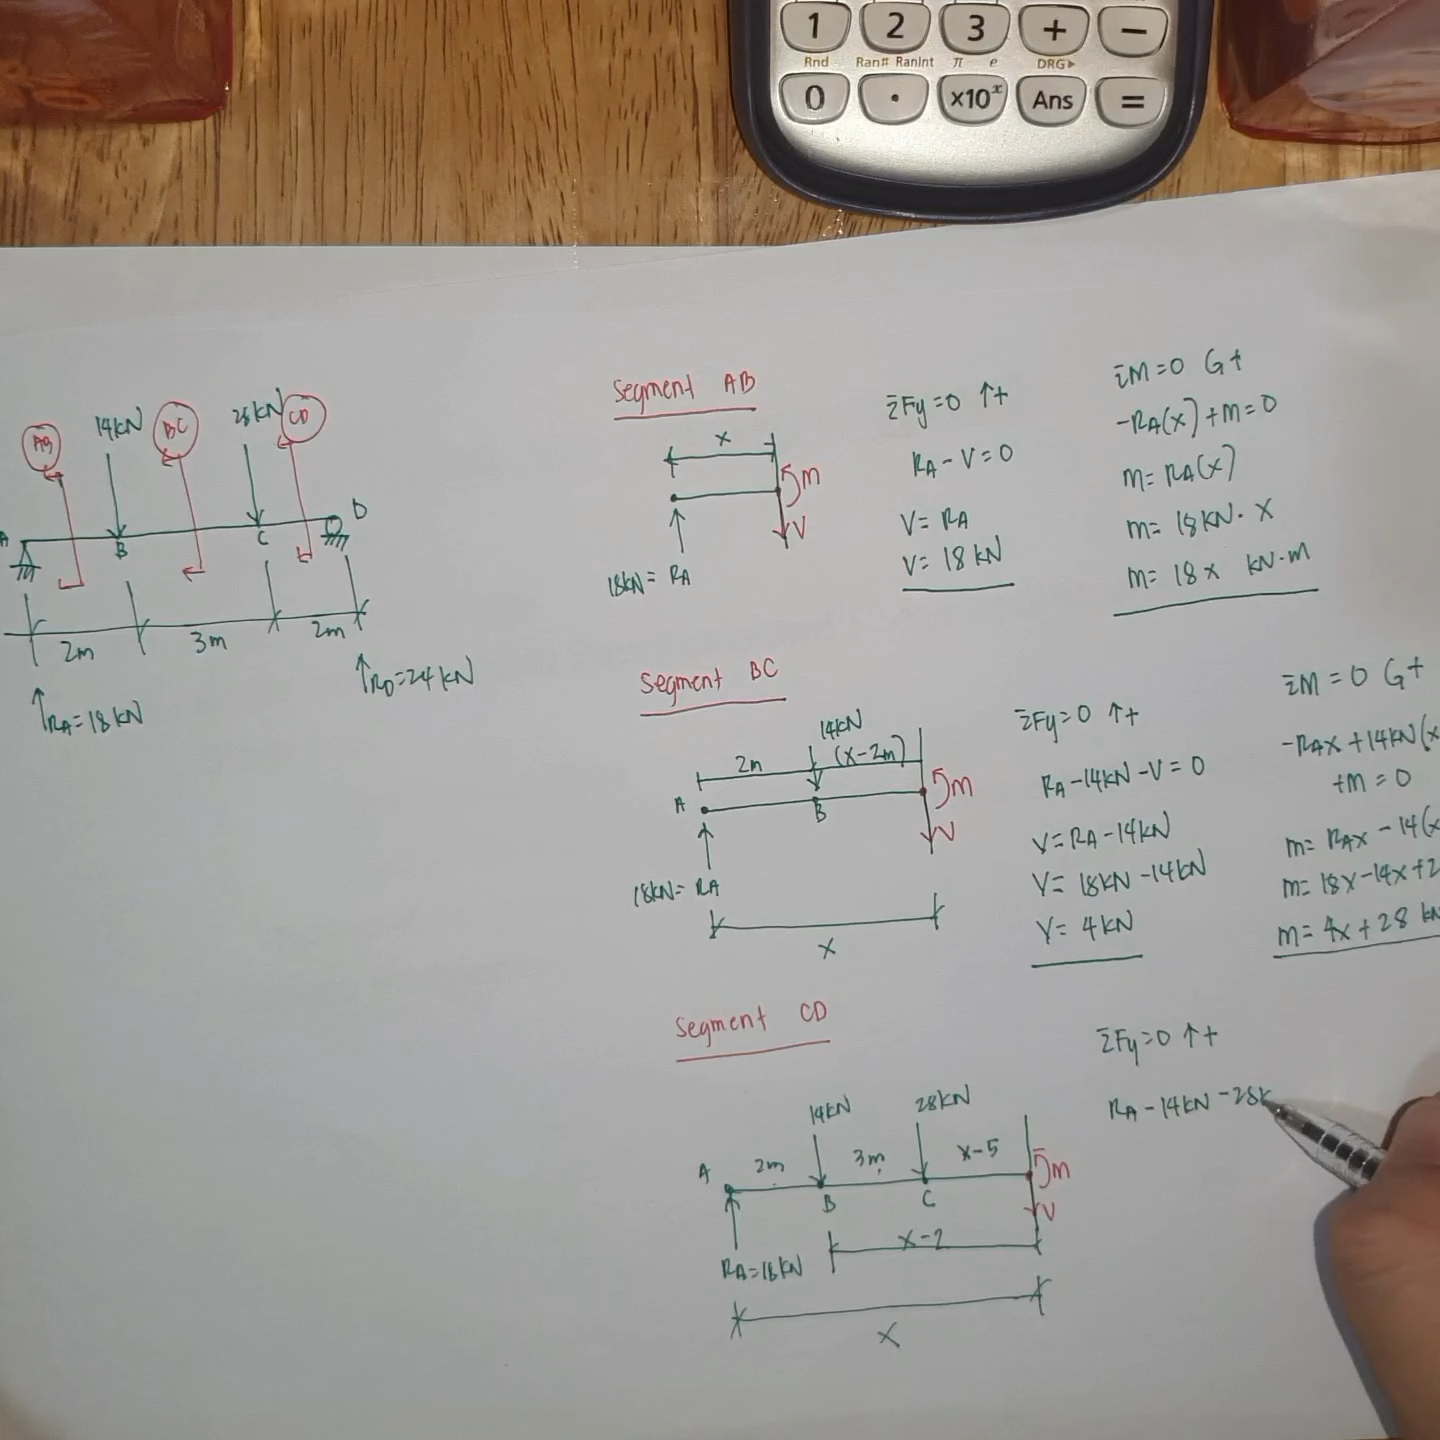 1 2 3 + −
Rnd Ran# RanInt π e DRG▶
0 . ×10ˣ Ans =
AB
14kN
BC
28kN
CD
A
B
C
D
2m
3m
2m
RA=18kN
RD=24kN
Segment AB
x
M
V
18kN= RA
ΣFy=0 ↑+
RA-V=0
V= RA
V= 18 kN
ΣM=0 G+
-RA(x)+M=0
M= RA(x)
M= 18kN· x
M= 18x kN·m
Segment BC
14kN
2m (x-2m)
A
B
M
V
18kN= RA
x
ΣFy=0 ↑+
RA-14kN-V=0
V=RA-14kN
V= 18kN-14kN
V= 4kN
ΣM=0 G+
-RAx+14kN(x
+M=0
M= RAx -14(x
M= 18x-14x+2
M= 4x+28 kN
Segment CD
14kN
28kN
A
2m 3m x-5
B
C
M
V
x-2
RA=18kN
x
ΣFy=0 ↑+
RA-14kN-28k